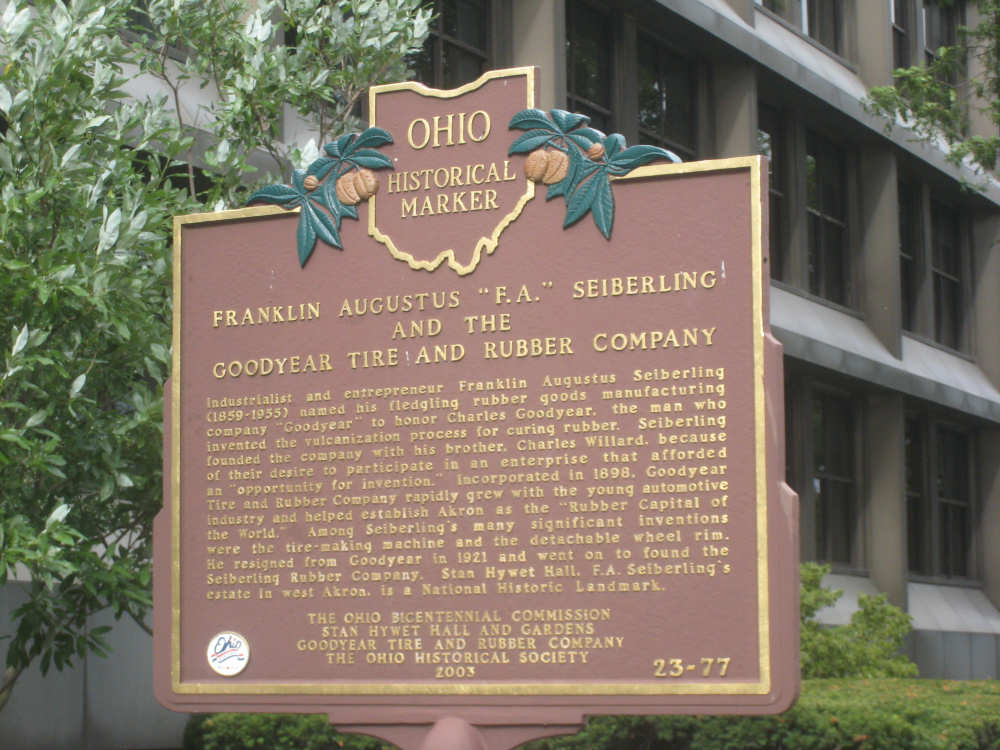 OHIO
HISTORICAL
MARKER
FRANKLIN AUGUSTUS "F.A." SEIBERLING
AND THE
GOODYEAR TIRE AND RUBBER COMPANY
Industrialist and entrepreneur Franklin Augustus Seiberling
(1859-1955) named his fledgling rubber goods manufacturing
company "Goodyear" to honor Charles Goodyear, the man who
invented the vulcanization process for curing rubber. Seiberling
founded the company with his brother, Charles Willard, because
of their desire to participate in an enterprise that afforded
an "opportunity for invention." Incorporated in 1898, Goodyear
Tire and Rubber Company rapidly grew with the young automotive
industry and helped establish Akron as the "Rubber Capital of
the World." Among Seiberling's many significant inventions
were the tire-making machine and the detachable wheel rim.
He resigned from Goodyear in 1921 and went on to found the
Seiberling Rubber Company. Stan Hywet Hall, F.A. Seiberling's
estate in west Akron, is a National Historic Landmark.
THE OHIO BICENTENNIAL COMMISSION
STAN HYWET HALL AND GARDENS
GOODYEAR TIRE AND RUBBER COMPANY
THE OHIO HISTORICAL SOCIETY
2003
23-77
Ohio